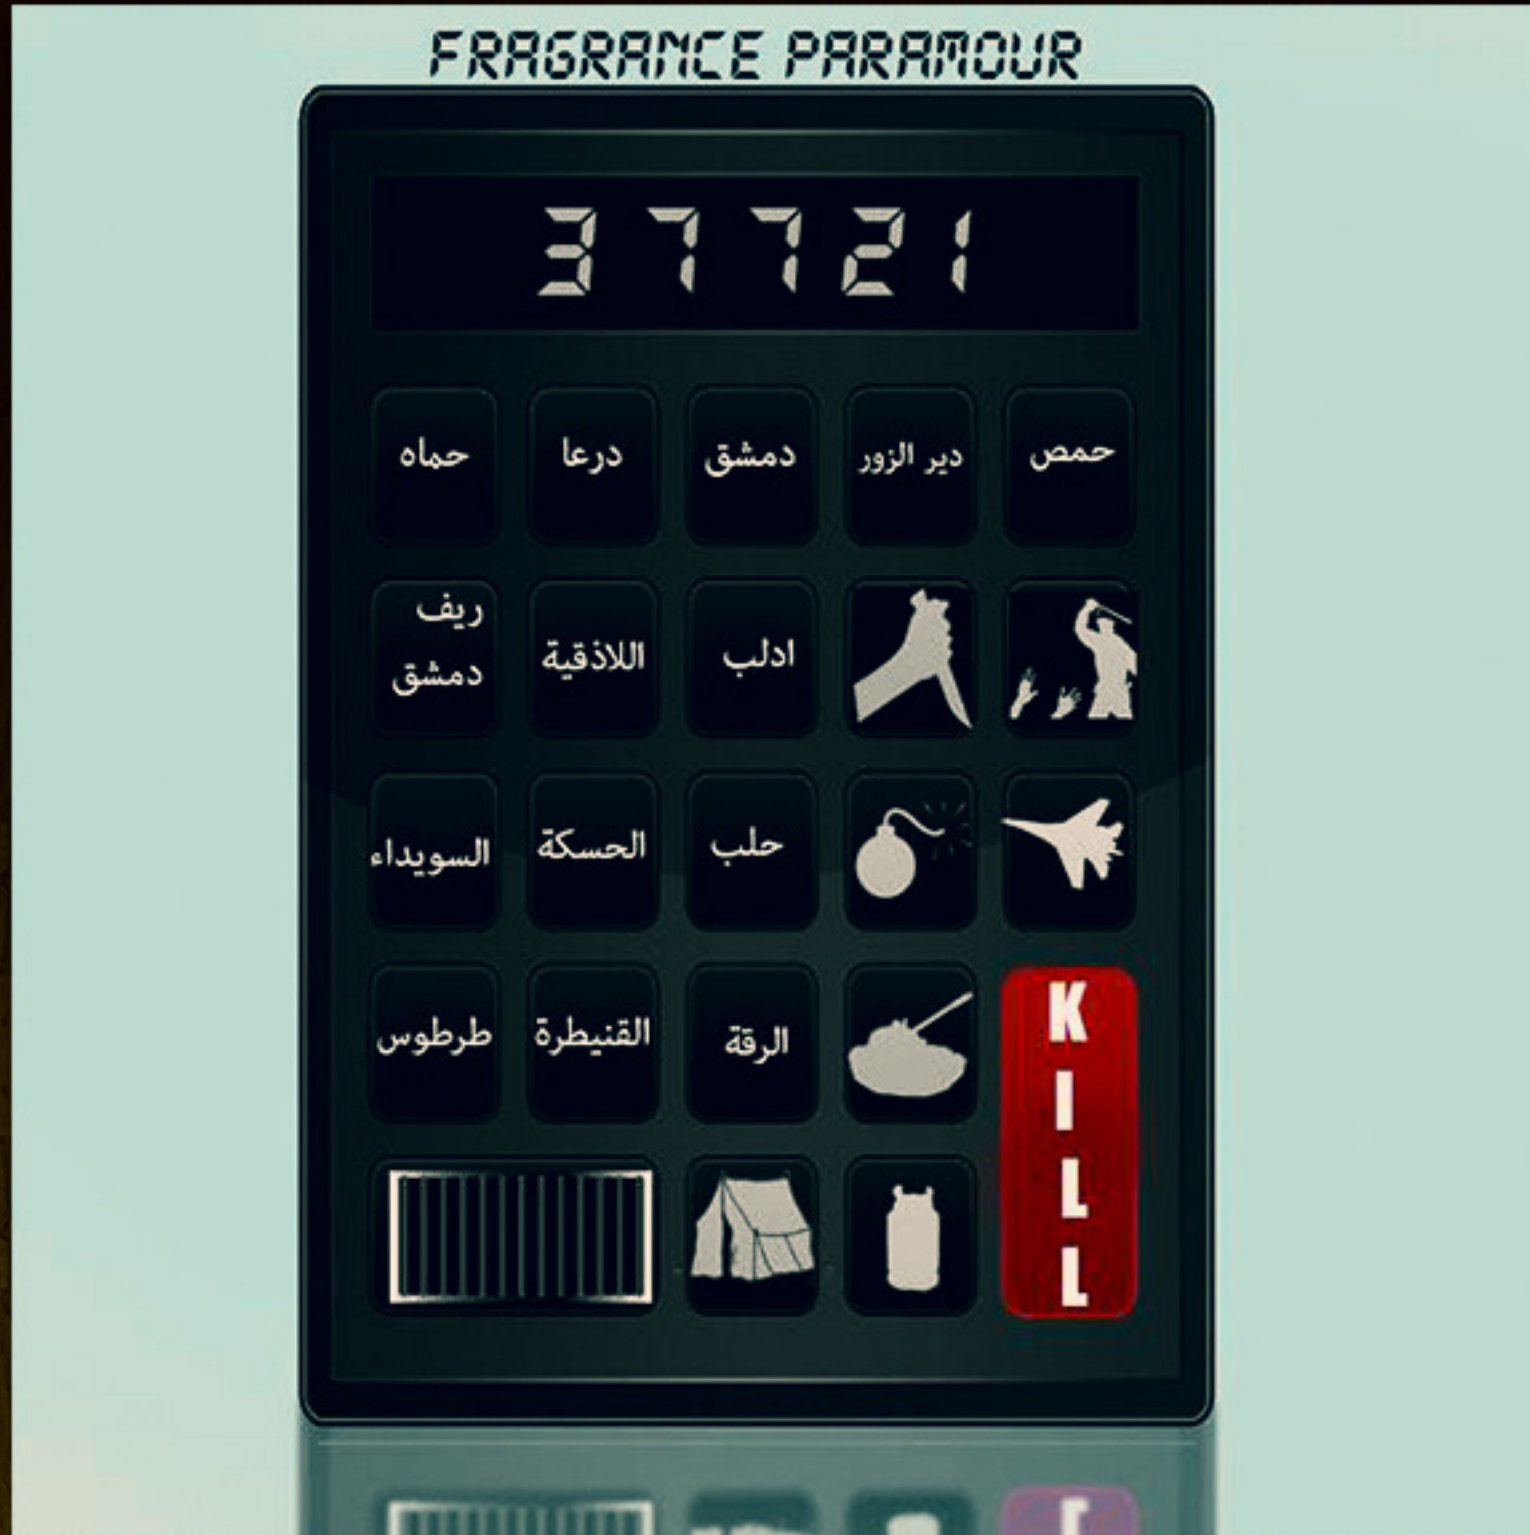 FRAGRANCE PARAMOUR
37721
حماه
درعا
دمشق
دير الزور
حمص
ريف
دمشق
اللاذقية
ادلب
السويداء
الحسكة
حلب
طرطوس
القنيطرة
الرقة
K
I
L
L